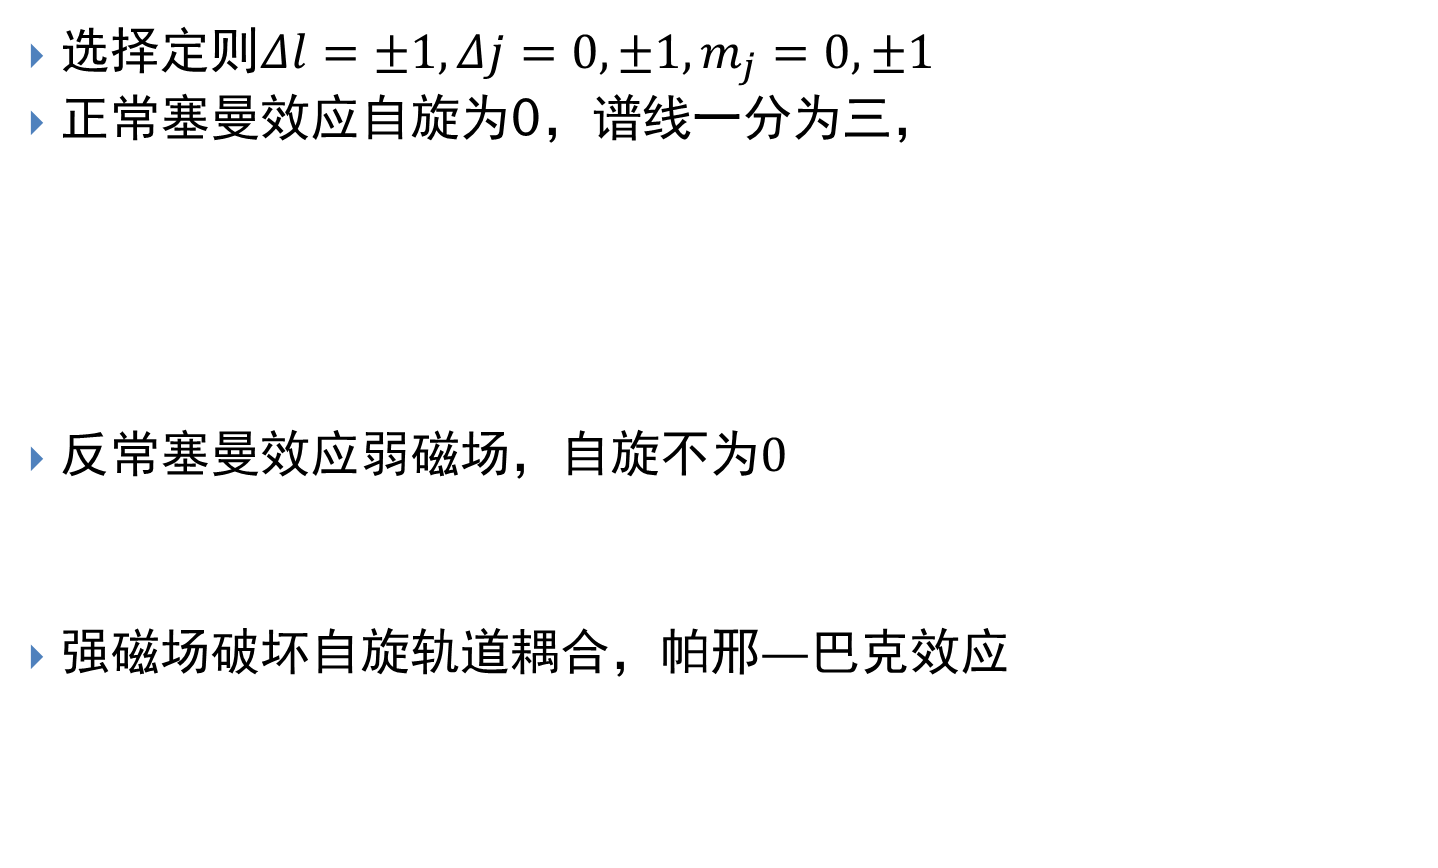 选择定则Δl = ±1, Δj = 0, ±1, m_j = 0, ±1
正常塞曼效应自旋为0，谱线一分为三，
反常塞曼效应弱磁场，自旋不为0
强磁场破坏自旋轨道耦合，帕邢—巴克效应